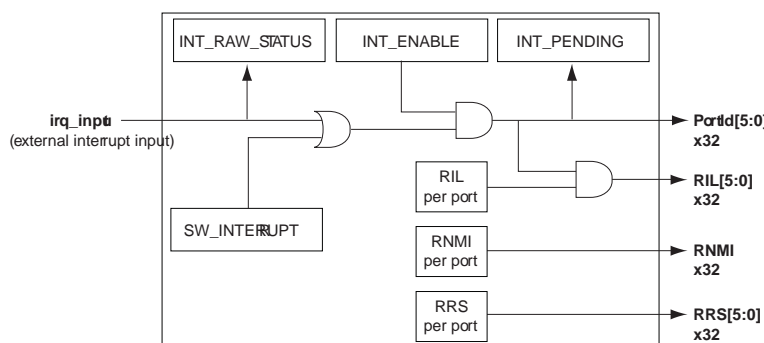 INT_RAW_STATUS
INT_ENABLE
INT_PENDING
irq_input
(external interrupt input)
PortId[5:0]
x32
RIL
per port
RIL[5:0]
x32
SW_INTERRUPT
RNMI
per port
RNMI
x32
RRS
per port
RRS[5:0]
x32